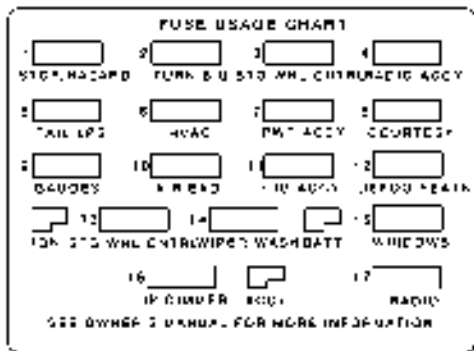 FUSE USAGE CHART
1 2 3 4
STOP/HAZARD TURN B/U STG WHL CNTRL RADIO ACCY
5 6 7 8
TAIL LPS HVAC PWR ACCY COURTESY
9 10 11 12
GAUGES AIR BAG
13 14 15
IGN STG WHL CNTRL WIPER WASH BATT WINDOWS
16 17
IP DIMMER ACCY RADIO
SEE OWNER'S MANUAL FOR MORE INFORMATION